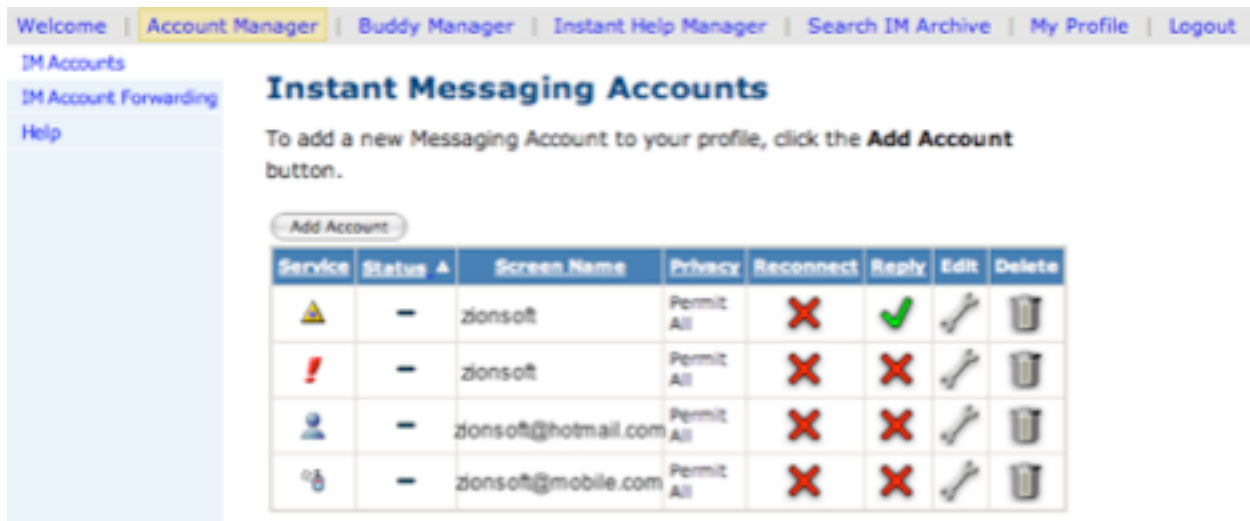 Welcome | Account Manager | Buddy Manager | Instant Help Manager | Search IM Archive | My Profile | Logout
IM Accounts
IM Account Forwarding
Help
Instant Messaging Accounts
To add a new Messaging Account to your profile, click the Add Account
button.
Add Account
Service Status Screen Name Privacy Reconnect Reply Edit Delete
zionsoft Permit All
zionsoft Permit All
zionsoft@hotmail.com Permit All
zionsoft@mobile.com Permit All